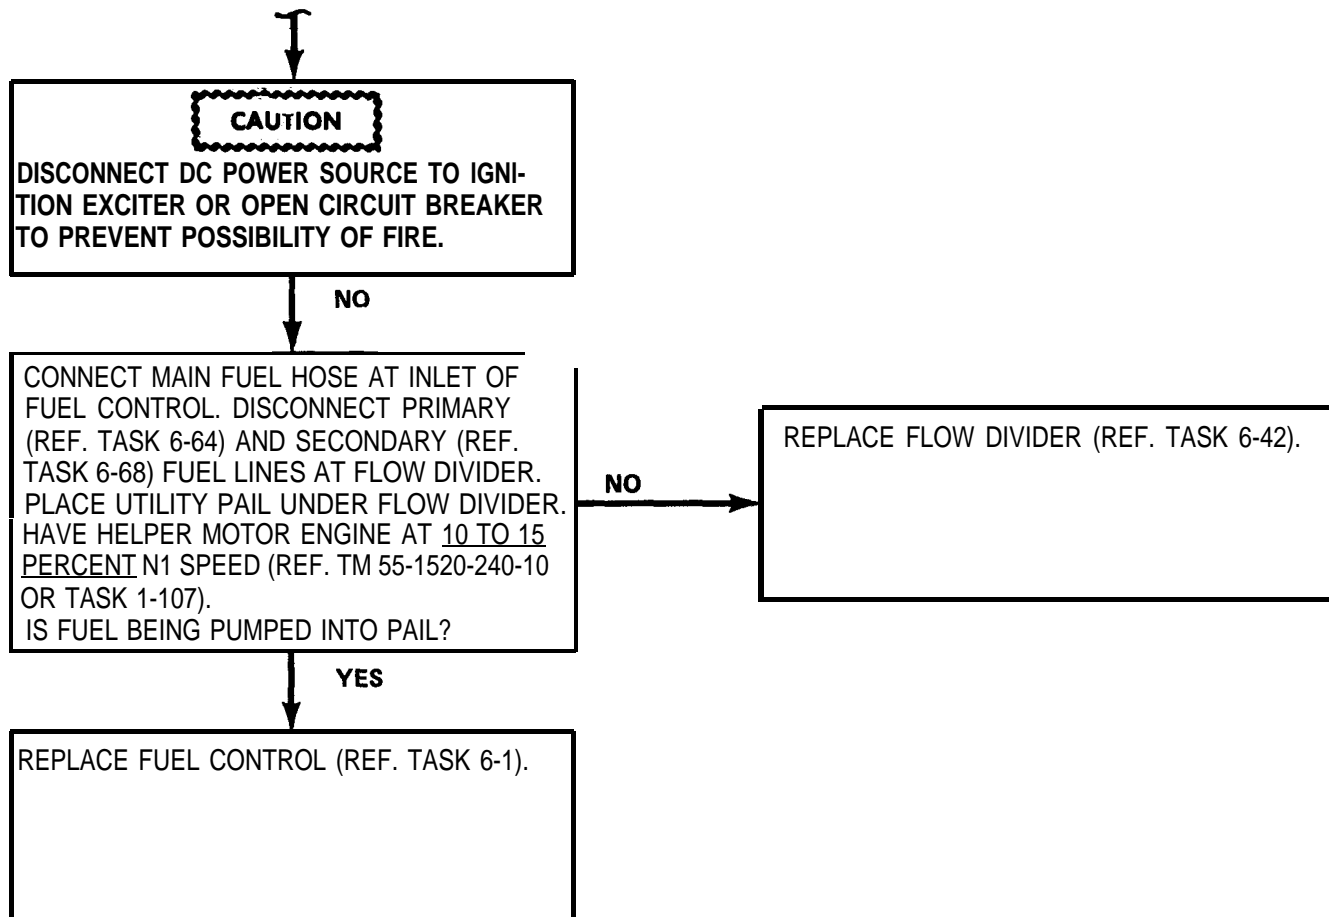 CAUTION
DISCONNECT DC POWER SOURCE TO IGNI-
TION EXCITER OR OPEN CIRCUIT BREAKER
TO PREVENT POSSIBILITY OF FIRE.
NO
CONNECT MAIN FUEL HOSE AT INLET OF
FUEL CONTROL. DISCONNECT PRIMARY
(REF. TASK 6-64) AND SECONDARY (REF.
TASK 6-68) FUEL LINES AT FLOW DIVIDER.
PLACE UTILITY PAIL UNDER FLOW DIVIDER.
HAVE HELPER MOTOR ENGINE AT 10 TO 15
PERCENT N1 SPEED (REF. TM 55-1520-240-10
OR TASK 1-107).
IS FUEL BEING PUMPED INTO PAIL?
NO
REPLACE FLOW DIVIDER (REF. TASK 6-42).
YES
REPLACE FUEL CONTROL (REF. TASK 6-1).